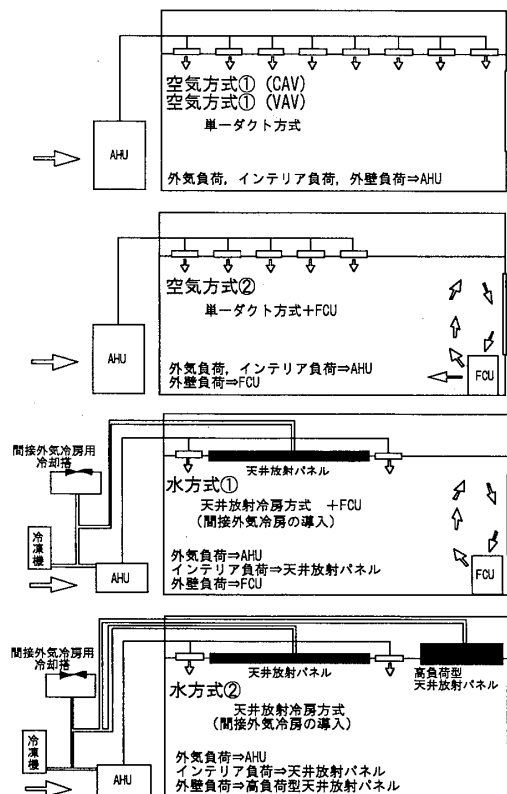 空気方式① (CAV)
空気方式① (VAV)
単一ダクト方式
AHU
外気負荷, インテリア負荷, 外壁負荷⇒AHU
空気方式②
単一ダクト方式+FCU
AHU
外気負荷, インテリア負荷⇒AHU
外壁負荷⇒FCU
FCU
間接外気冷房用
冷却塔
天井放射パネル
水方式①
天井放射冷房方式 +FCU
(間接外気冷房の導入)
冷凍機
AHU
外気負荷⇒AHU
インテリア負荷⇒天井放射パネル
外壁負荷⇒FCU
FCU
間接外気冷房用
冷却塔
天井放射パネル
高負荷型
天井放射パネル
水方式②
天井放射冷房方式
(間接外気冷房の導入)
冷凍機
AHU
外気負荷⇒AHU
インテリア負荷⇒天井放射パネル
外壁負荷⇒高負荷型天井放射パネル